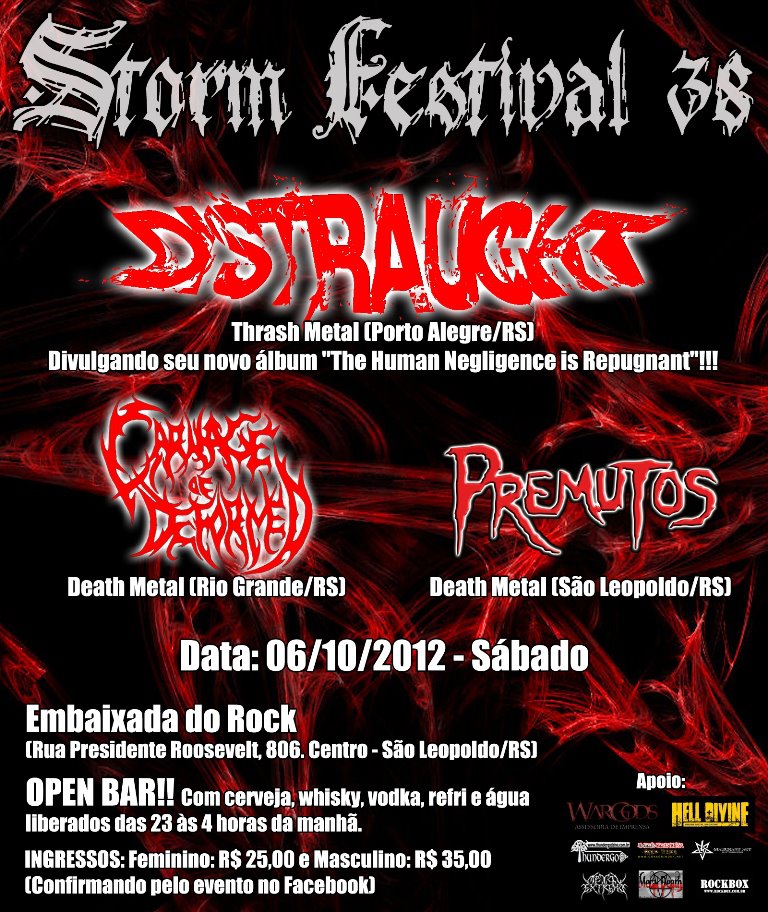 Storm Festival 38
DISTRAUGHT
Thrash Metal (Porto Alegre/RS)
Divulgando seu novo álbum "The Human Negligence is Repugnant"!!!
CARNAGE
OF
DEFORMED
PREMUTOS
Death Metal (Rio Grande/RS)
Death Metal (São Leopoldo/RS)
Data: 06/10/2012 - Sábado
Embaixada do Rock
(Rua Presidente Roosevelt, 806. Centro - São Leopoldo/RS)
OPEN BAR!! Com cerveja, whisky, vodka, refri e água
liberados das 23 às 4 horas da manhã.
INGRESSOS: Feminino: R$ 25,00 e Masculino: R$ 35,00
(Confirmando pelo evento no Facebook)
Apoio:
WARGODS
ASSESSORIA DE IMPRENSA
HELL DIVINE
THUNDERGOD
ROCKBOX